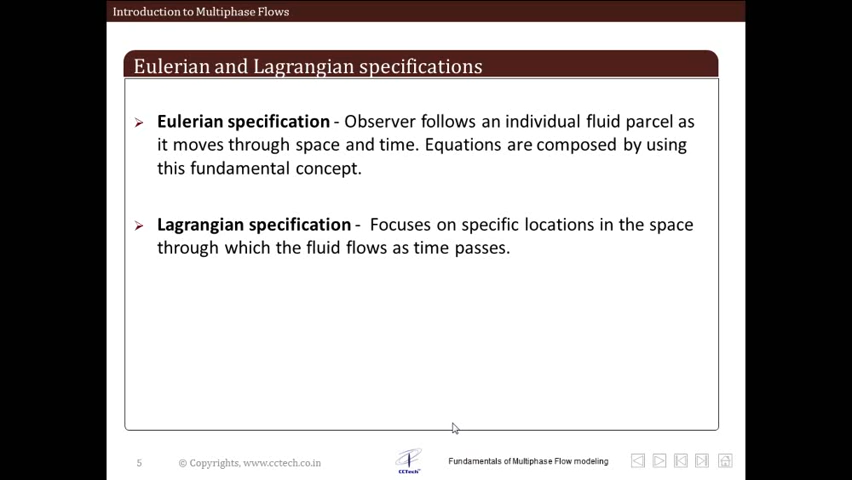 Introduction to Multiphase Flows
Eulerian and Lagrangian specifications
Eulerian specification - Observer follows an individual fluid parcel as
it moves through space and time. Equations are composed by using
this fundamental concept.
Lagrangian specification - Focuses on specific locations in the space
through which the fluid flows as time passes.
5 © Copyrights, www.cctech.co.in
CCTech
Fundamentals of Multiphase Flow modeling